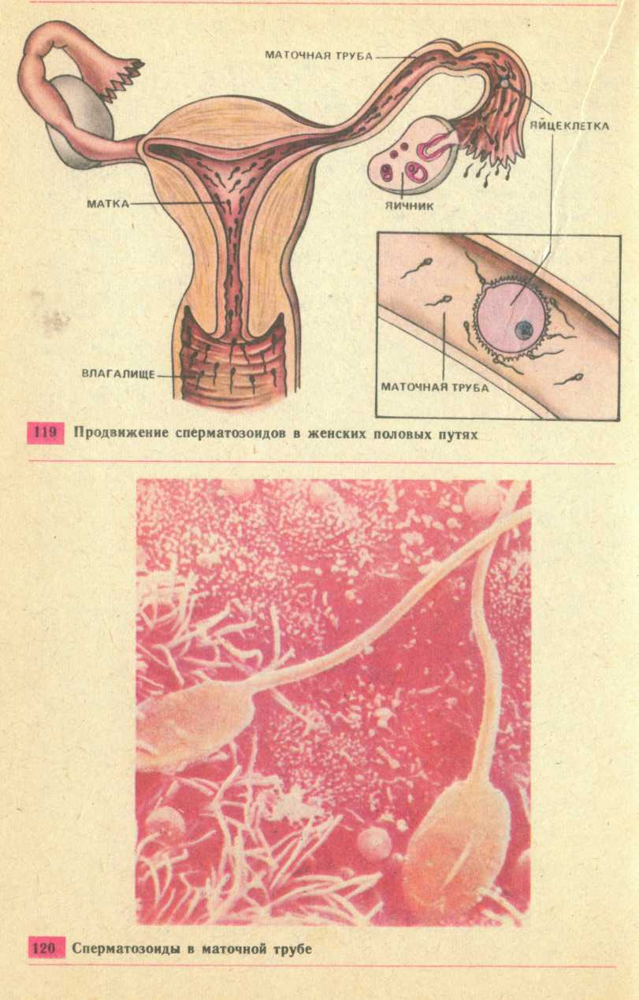 МАТОЧНАЯ ТРУБА
ЯЙЦЕКЛЕТКА
МАТКА
ЯИЧНИК
ВЛАГАЛИЩЕ
МАТОЧНАЯ ТРУБА
119 Продвижение сперматозоидов в женских половых путях
120 Сперматозоиды в маточной трубе